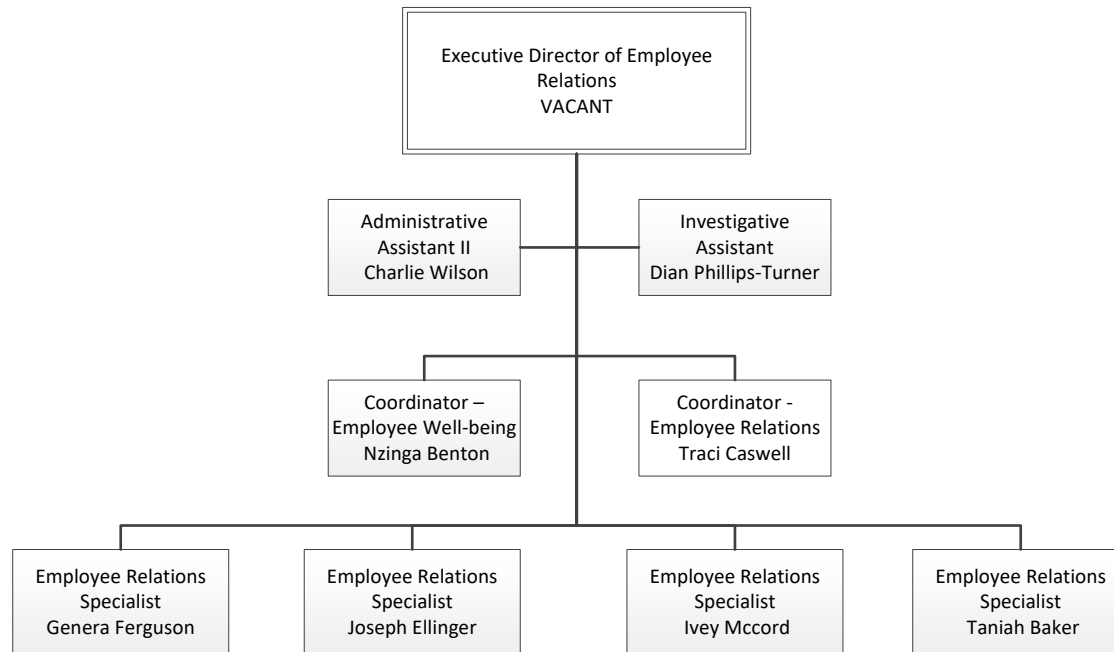 Executive Director of Employee
Relations
VACANT
Administrative
Assistant II
Charlie Wilson
Investigative
Assistant
Dian Phillips-Turner
Coordinator –
Employee Well-being
Nzinga Benton
Coordinator -
Employee Relations
Traci Caswell
Employee Relations
Specialist
Genera Ferguson
Employee Relations
Specialist
Joseph Ellinger
Employee Relations
Specialist
Ivey Mccord
Employee Relations
Specialist
Taniah Baker